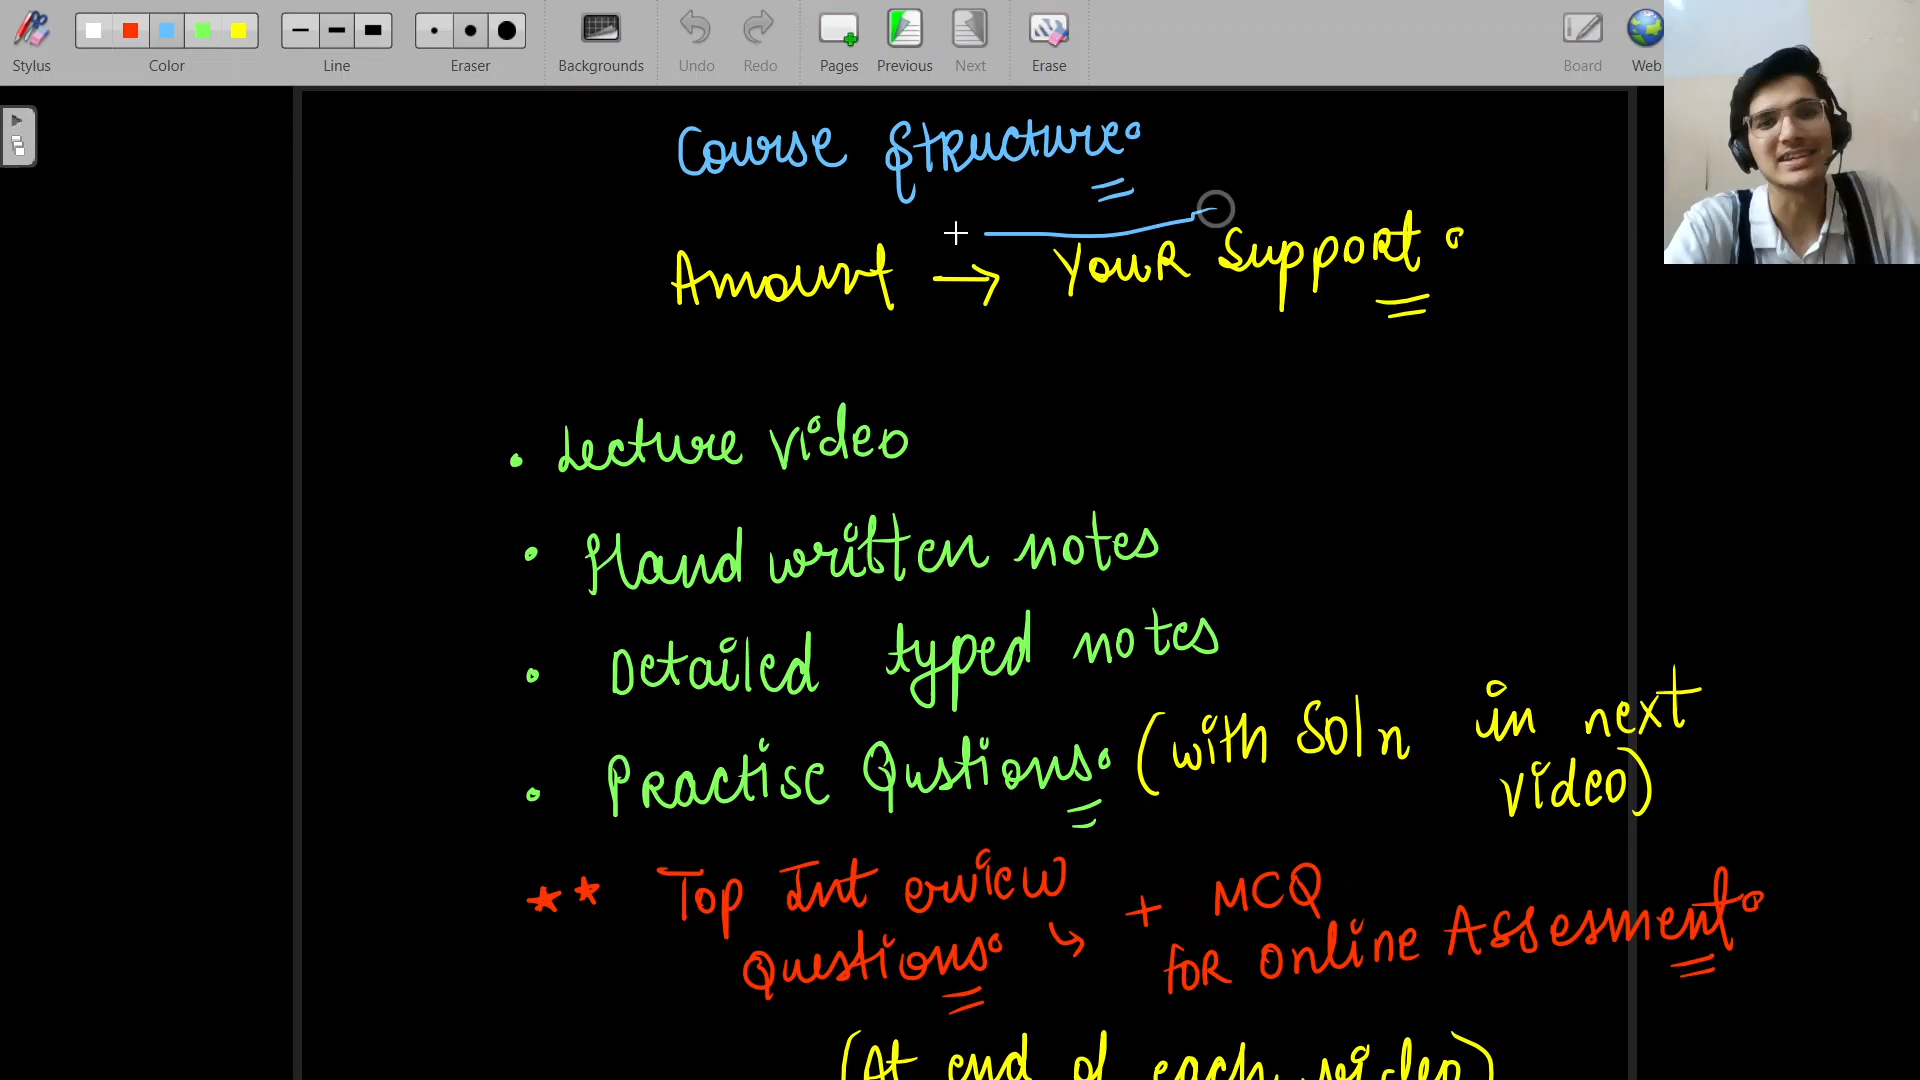 Stylus Color Line Eraser Backgrounds Undo Redo Pages Previous Next Erase Board Web
Course Structure
Amount → Your Support
• Lecture video
• Hand written notes
• Detailed typed notes
• Practise Qustions (with Soln in next
video)
** Top Interview + MCQ
Questions ↳ for online Assesment
(At end of each video)